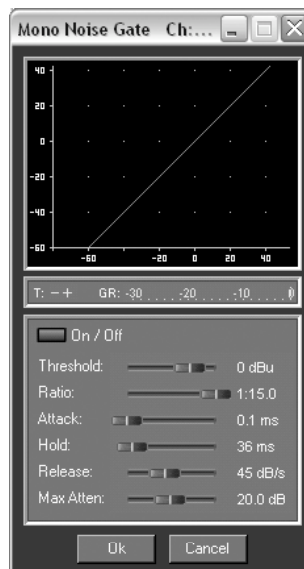 Mono Noise Gate Ch:...
40
20
0
-20
-40
-60
-60 -40 -20 0 20 40
T: -+ GR: -30 -20 -10 0
On / Off
Threshold: 0 dBu
Ratio: 1:15.0
Attack: 0.1 ms
Hold: 36 ms
Release: 45 dB/s
Max Atten: 20.0 dB
Ok Cancel